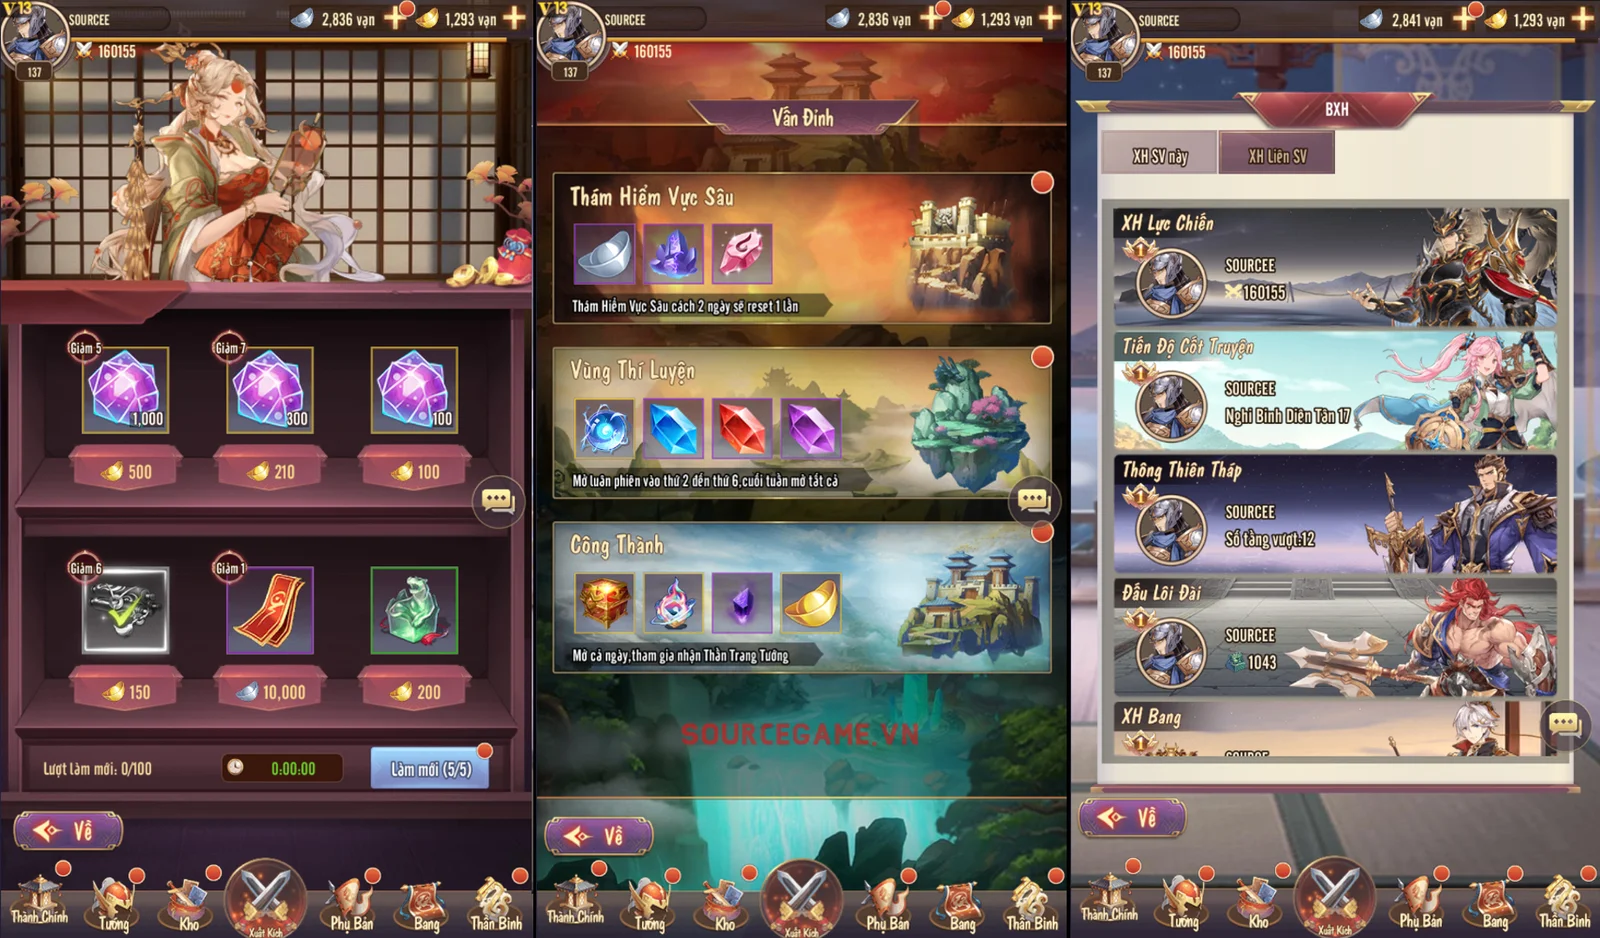 V13
SOURCEE
2,836 vạn
1,293 vạn
160155
137
Giảm 5
1,000
Giảm 7
300
100
500
210
100
Giảm 6
Giảm 1
150
10,000
200
Lượt làm mới: 0/100
0:00:00
Làm mới (5/5)
Về
Thành Chính
Tướng
Kho
Xuất Kích
Phụ Bản
Bang
Thần Binh
V13
SOURCEE
2,836 vạn
1,293 vạn
160155
137
Vấn Đỉnh
Thám Hiểm Vực Sâu
Thám Hiểm Vực Sâu cách 2 ngày sẽ reset 1 lần
Vùng Thí Luyện
Mở luân phiên vào thứ 2 đến thứ 6,cuối tuần mở tất cả
Công Thành
Mở cả ngày,tham gia nhận Thần Trang Tướng
SOURCEGAME.VN
Về
Thành Chính
Tướng
Kho
Xuất Kích
Phụ Bản
Bang
Thần Binh
V13
SOURCEE
2,841 vạn
1,293 vạn
160155
137
BXH
XH SV này
XH Liên SV
XH Lực Chiến
1
SOURCEE
160155
Tiến Độ Cốt Truyện
1
SOURCEE
Nghi Binh Diên Tân 17
Thông Thiên Tháp
1
SOURCEE
Số tầng vượt:12
Đấu Lôi Đài
1
SOURCEE
1043
XH Bang
1
SOURCE
Về
Thành Chính
Tướng
Kho
Xuất Kích
Phụ Bản
Bang
Thần Binh